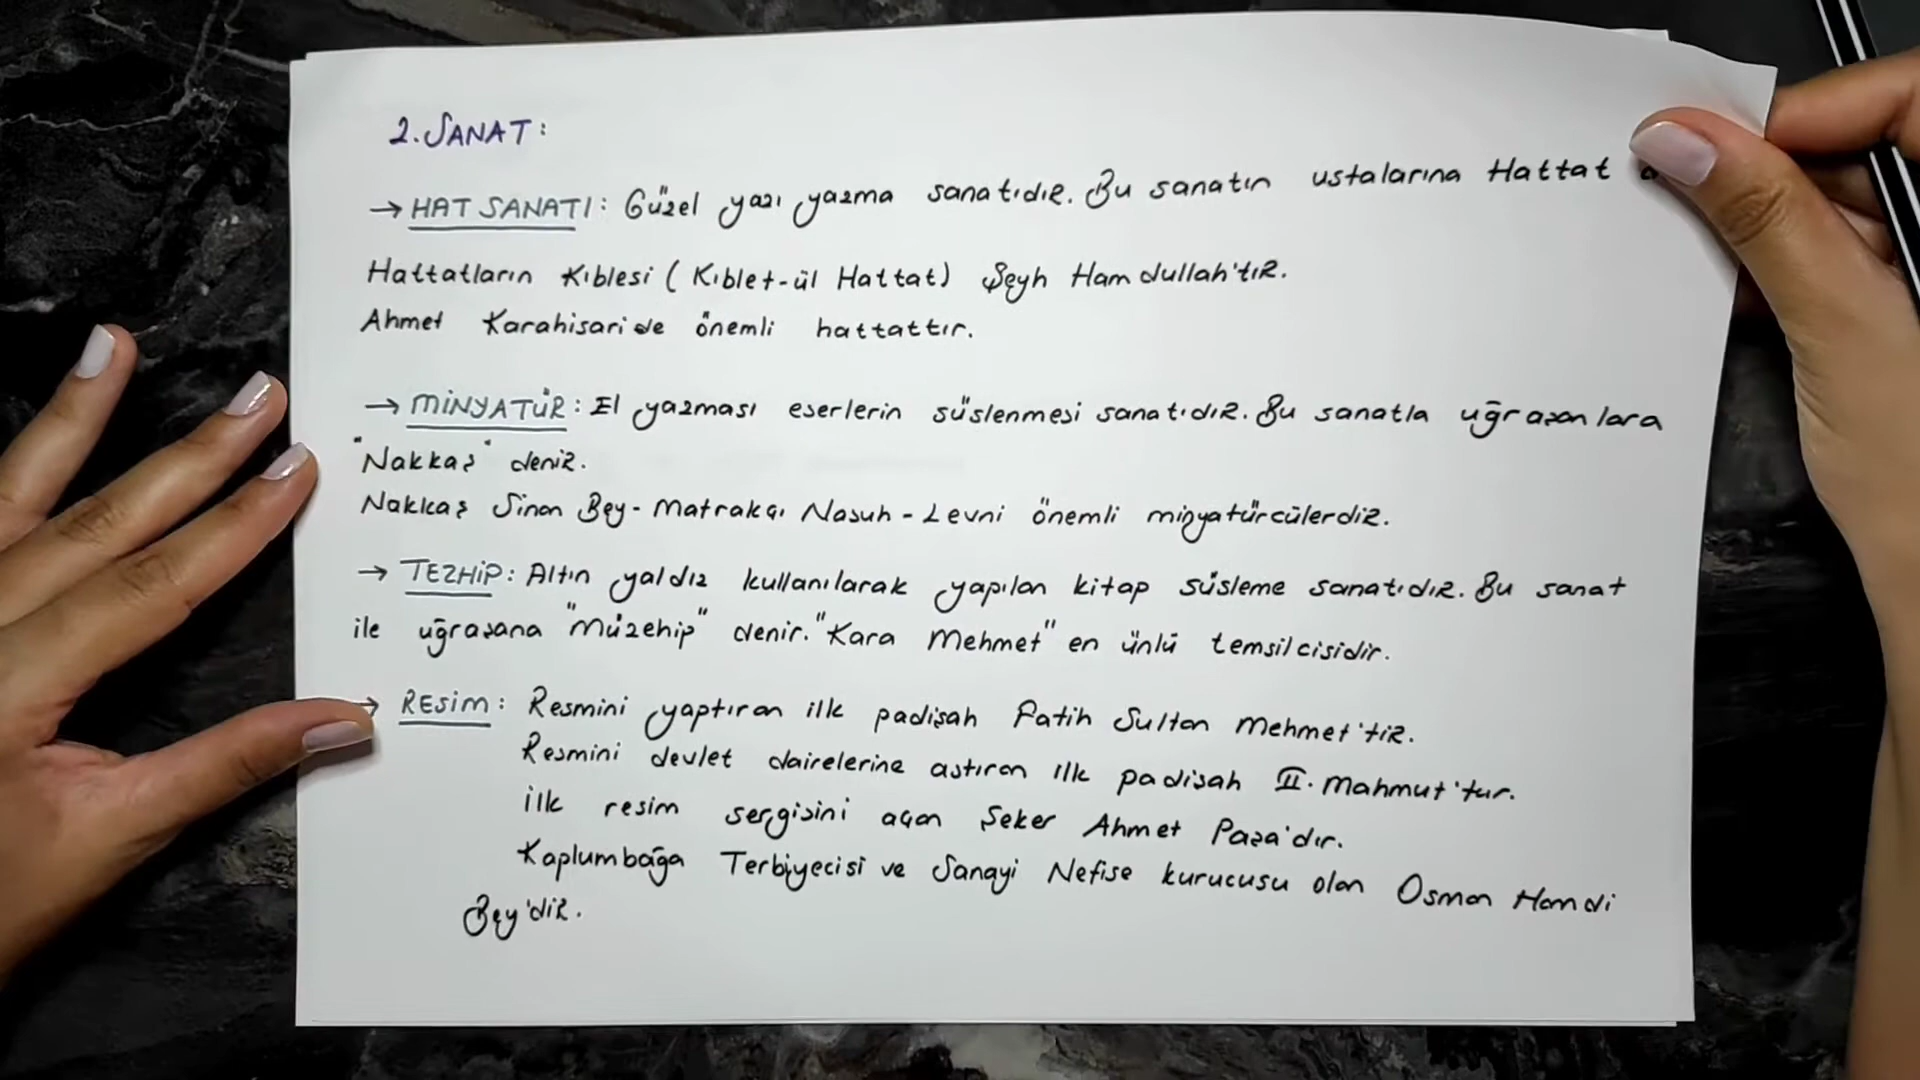 2. SANAT:
→ HAT SANATI: Güzel yazı yazma sanatıdır. Bu sanatın ustalarına Hattat
Hattatların Kıblesi (Kıblet-ül Hattat) Şeyh Hamdullah'tır.
Ahmet Karahisari de önemli hattattır.
→ MİNYATÜR: El yazması eserlerin süslenmesi sanatıdır. Bu sanatla uğraşanlara
"Nakkaş" denir.
Nakkaş Sinan Bey - Matrakçı Nasuh - Levni önemli minyatürcülerdir.
→ TEZHİP: Altın yaldız kullanılarak yapılan kitap süsleme sanatıdır. Bu sanat
ile uğraşana "Müzehip" denir. "Kara Mehmet" en ünlü temsilcisidir.
→ RESİM: Resmini yaptıran ilk padişah Fatih Sultan Mehmet'tir.
Resmini devlet dairelerine astıran ilk padişah II. Mahmut'tur.
İlk resim sergisini açan Şeker Ahmet Paşa'dır.
Kaplumbağa Terbiyecisi ve Sanayi Nefise kurucusu olan Osman Hamdi
Bey'dir.